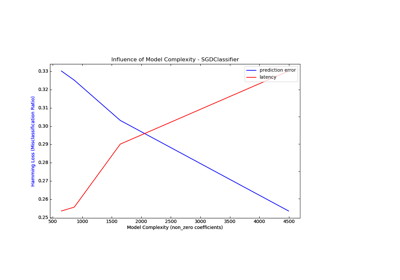 Influence of Model Complexity - SGDClassifier
prediction error
latency
0.33
0.32
0.31
0.30
0.29
0.28
0.27
0.26
0.25
Hamming Loss (Misclassification Ratio)
500 1000 1500 2000 2500 3000 3500 4000 4500
Model Complexity (non_zero coefficients)